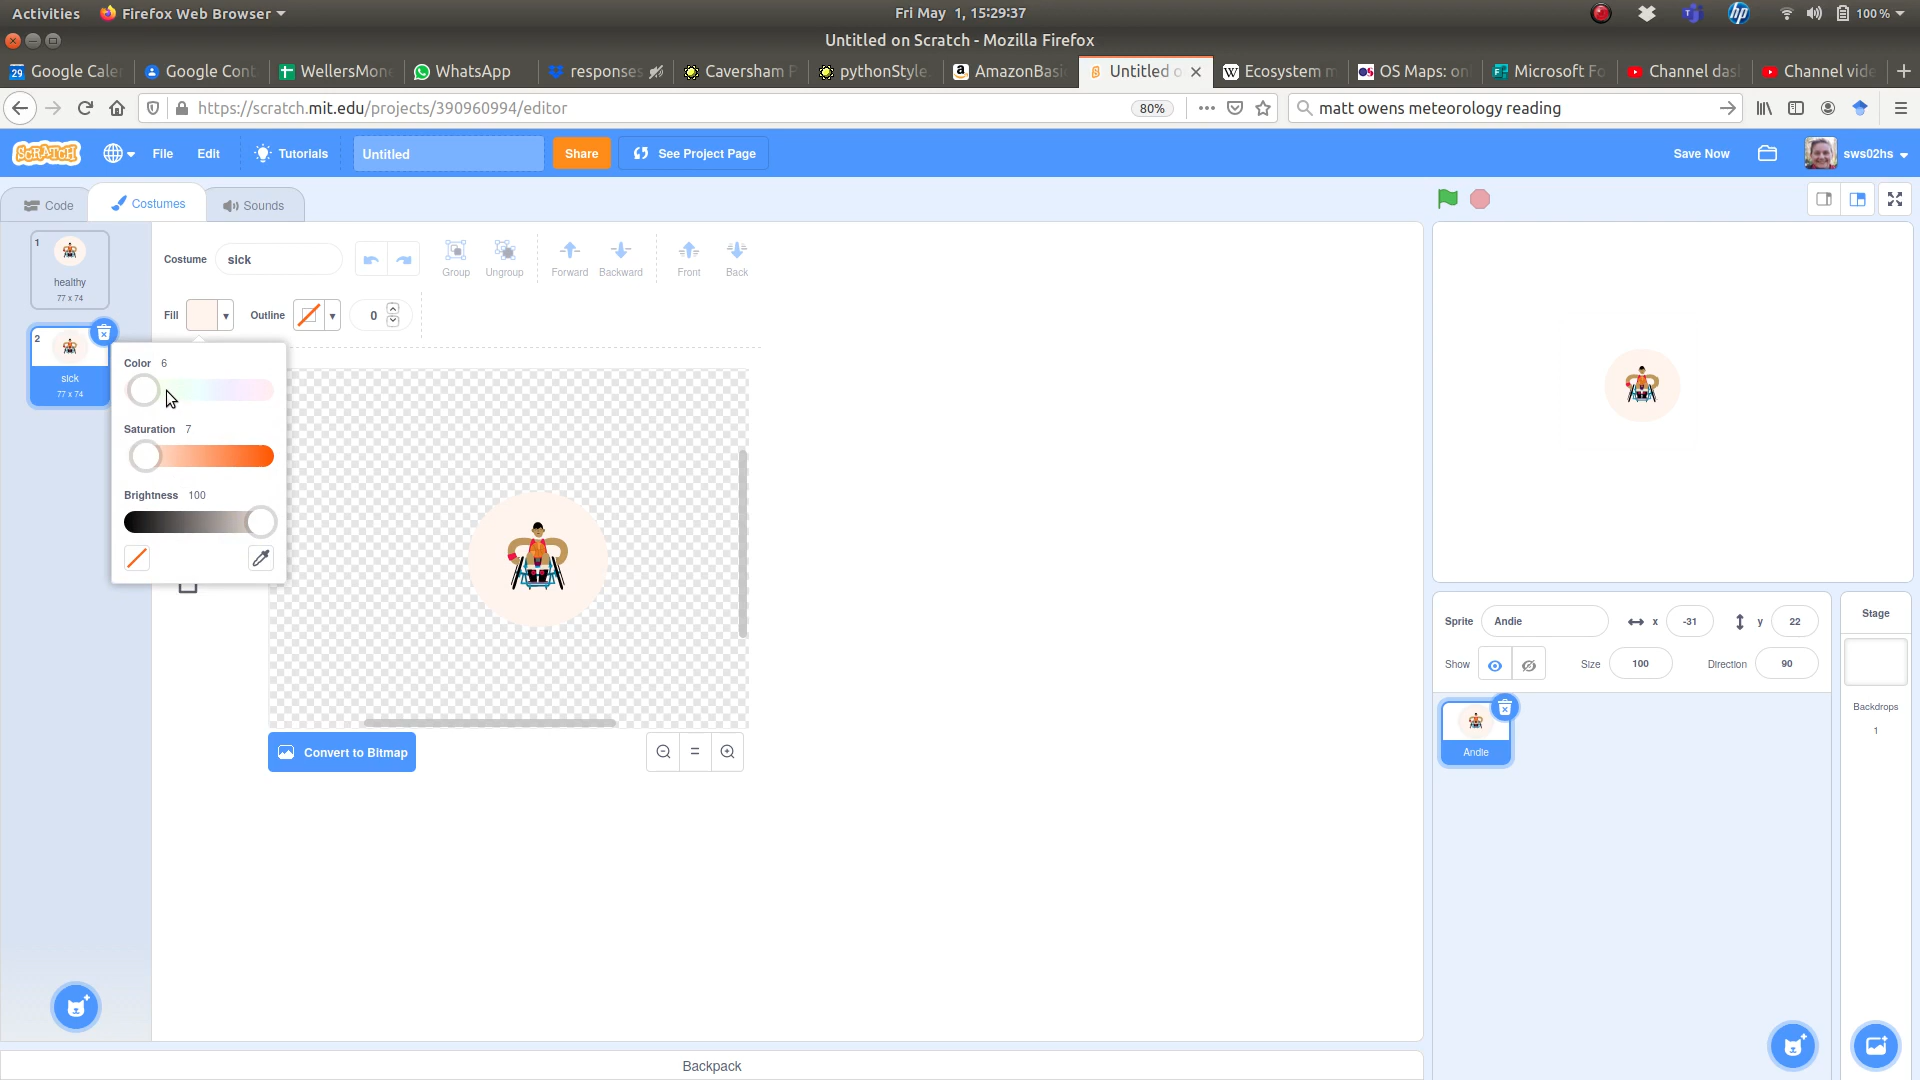 Activities
Firefox Web Browser
Fri May 1, 15:29:37
100 %
Untitled on Scratch - Mozilla Firefox
29 Google Cale
Google Cont
WellersMone
WhatsApp
responses
Caversham P
pythonStyle
AmazonBasi
Untitled o
Ecosystem m
OS Maps: on
Microsoft Fo
Channel das
Channel vide
https://scratch.mit.edu/projects/390960994/editor
80%
matt owens meteorology reading
SCRATCH
File
Edit
Tutorials
Untitled
Share
See Project Page
Save Now
sws02hs
Code
Costumes
Sounds
1
healthy
77 x 74
2
sick
77 x 74
Costume
sick
Group
Ungroup
Forward
Backward
Front
Back
Fill
Outline
0
Color 6
Saturation 7
Brightness 100
Convert to Bitmap
Sprite
Andie
x
-31
y
22
Show
Size
100
Direction
90
Andie
Stage
Backdrops
1
Backpack